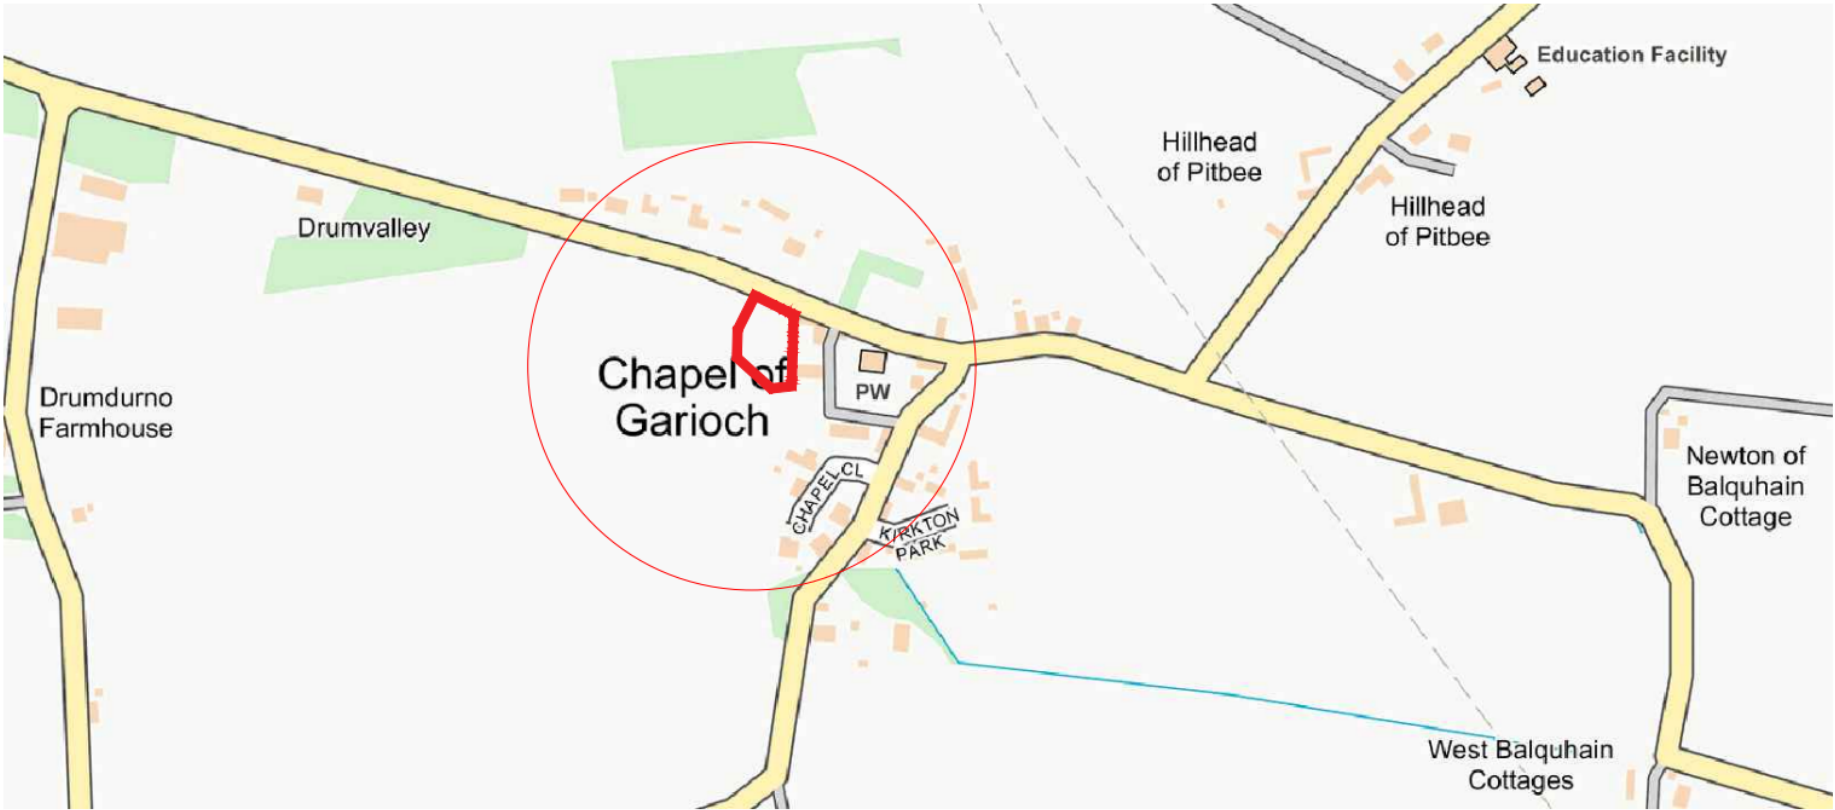 Education Facility
Hillhead
of Pitbee
Hillhead
of Pitbee
Drumvalley
Chapel of
Garioch
PW
Drumdurno
Farmhouse
CHAPEL CL
KIRKTON
PARK
Newton of
Balquhain
Cottage
West Balquhain
Cottages